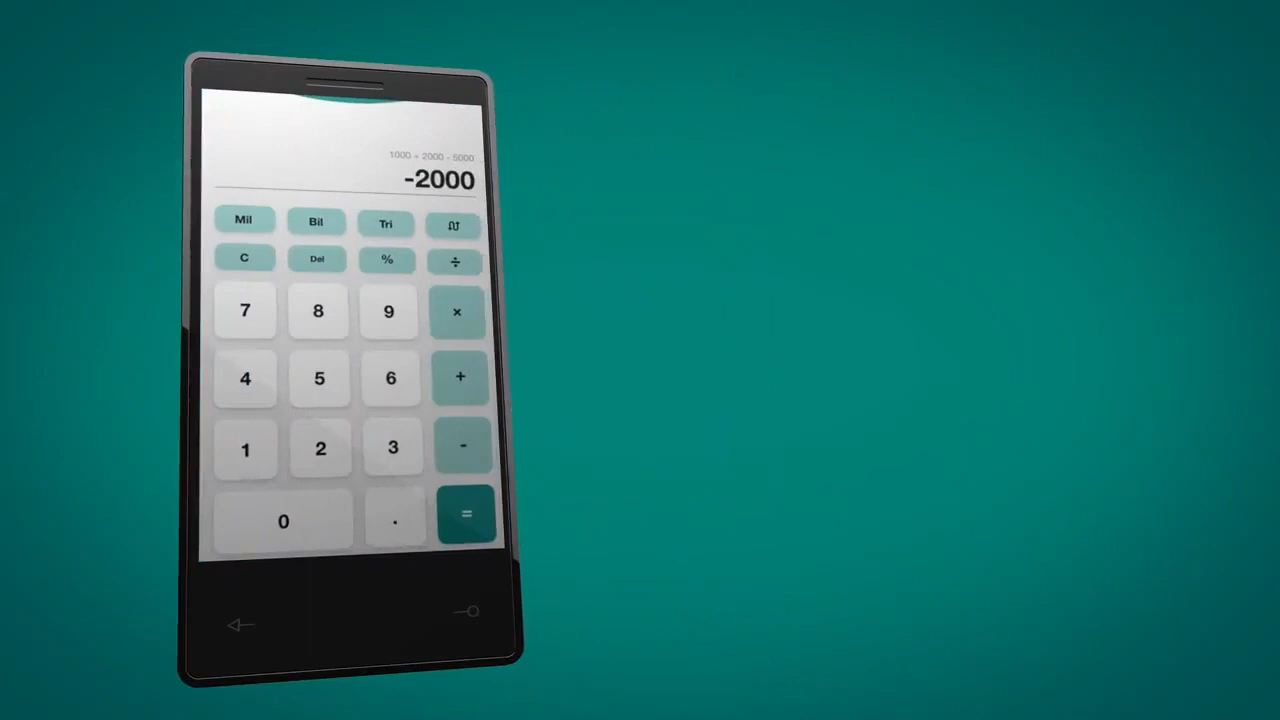 1000 + 2000 - 5000
-2000
Mil Bil Tri
C Del % ÷
7 8 9 ×
4 5 6 +
1 2 3 -
0 . =